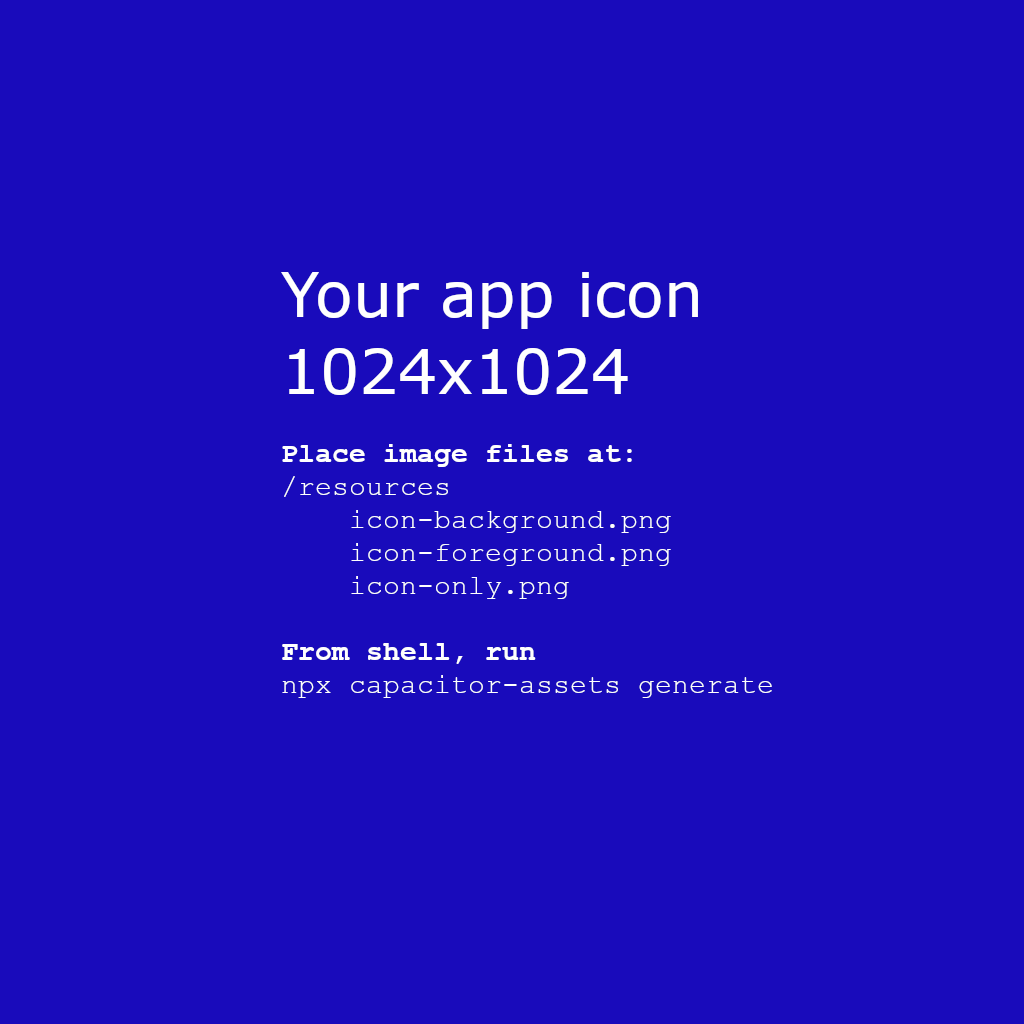 Your app icon
1024x1024
Place image files at:
/resources
icon-background.png
icon-foreground.png
icon-only.png
From shell, run
npx capacitor-assets generate